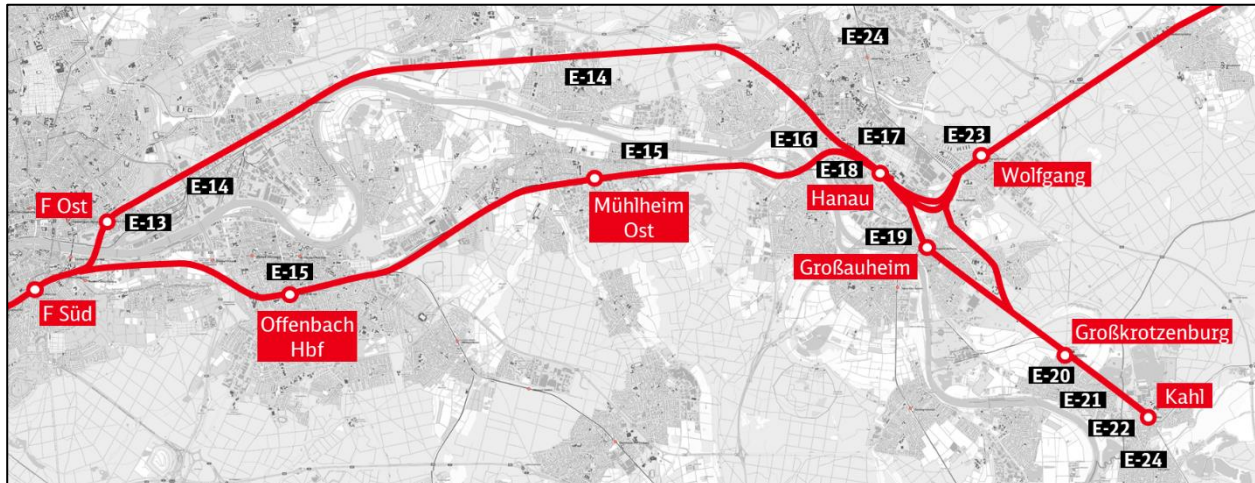 E-24
E-14
E-17
E-23
E-16
E-15
E-18
Wolfgang
Hanau
E-14
Mühlheim
Ost
F Ost
E-13
E-19
Großauheim
E-15
F Süd
Offenbach
Hbf
Großkrotzenburg
E-20
Kahl
E-21
E-22
E-24